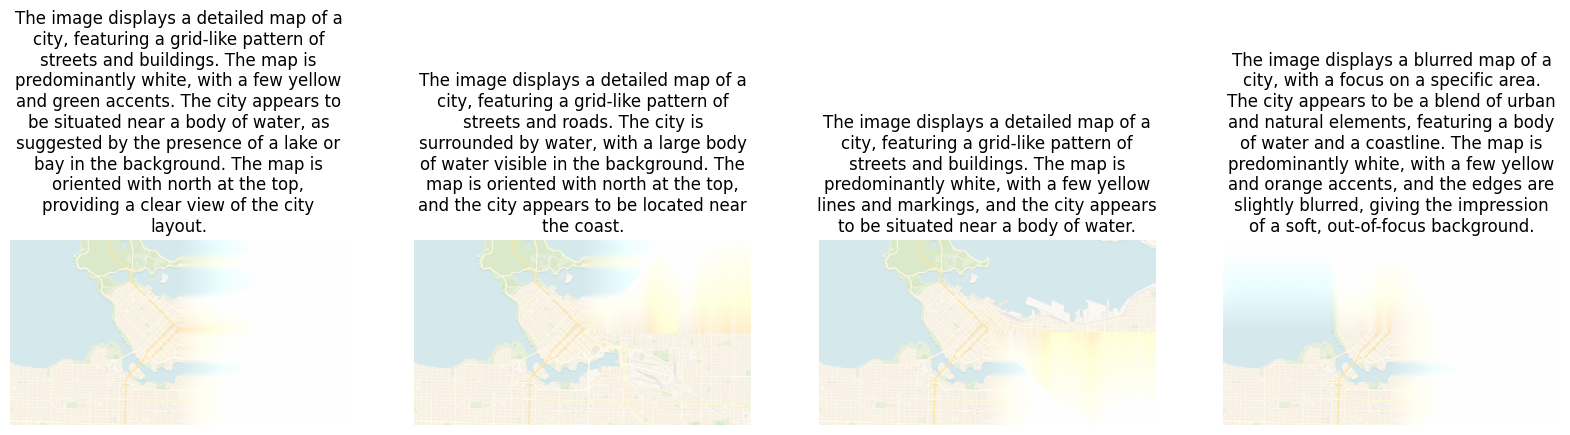 The image displays a detailed map of a
city, featuring a grid-like pattern of
streets and buildings. The map is
predominantly white, with a few yellow
and green accents. The city appears to
be situated near a body of water, as
suggested by the presence of a lake or
bay in the background. The map is
oriented with north at the top,
providing a clear view of the city
layout.
The image displays a detailed map of a
city, featuring a grid-like pattern of
streets and roads. The city is
surrounded by water, with a large body
of water visible in the background. The
map is oriented with north at the top,
and the city appears to be located near
the coast.
The image displays a detailed map of a
city, featuring a grid-like pattern of
streets and buildings. The map is
predominantly white, with a few yellow
lines and markings, and the city appears
to be situated near a body of water.
The image displays a blurred map of a
city, with a focus on a specific area.
The city appears to be a blend of urban
and natural elements, featuring a body
of water and a coastline. The map is
predominantly white, with a few yellow
and orange accents, and the edges are
slightly blurred, giving the impression
of a soft, out-of-focus background.